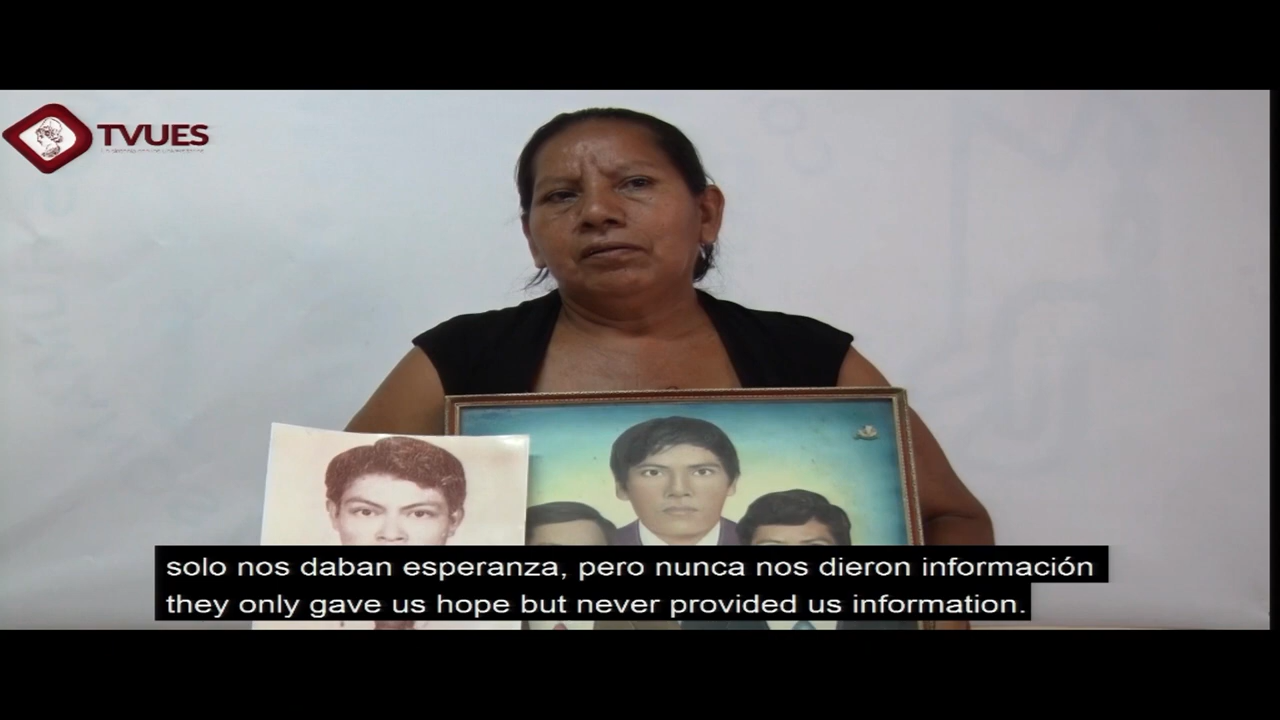 TVUES
solo nos daban esperanza, pero nunca nos dieron información
they only gave us hope but never provided us information.